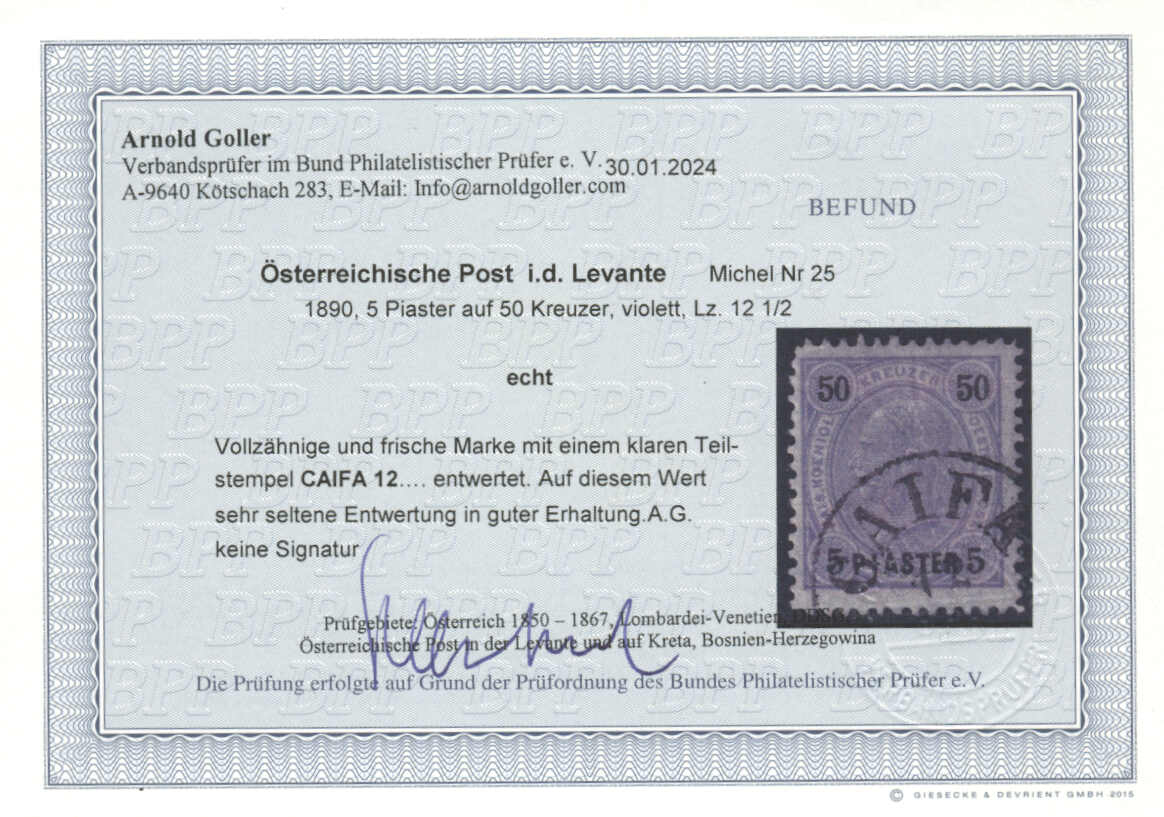 Arnold Goller
Verbandsprüfer im Bund Philatelistischer Prüfer e. V. 30.01.2024
A-9640 Kötschach 283, E-Mail: Info@arnoldgoller.com
BEFUND
Österreichische Post i.d. Levante Michel Nr 25
1890, 5 Piaster auf 50 Kreuzer, violett, Lz. 12 1/2
echt
Vollzähnige und frische Marke mit einem klaren Teil-
stempel CAIFA 12.... entwertet. Auf diesem Wert
sehr seltene Entwertung in guter Erhaltung.A.G.
keine Signatur
50 KREUZER 50
CAIFA
5 PIASTER 5
Prüfgebiete: Österreich 1850 – 1867, Lombardei-Venetien, DDSG
Österreichische Post in der Levante und auf Kreta, Bosnien-Herzegowina
Die Prüfung erfolgte auf Grund der Prüfordnung des Bundes Philatelistischer Prüfer e.V.
VERBANDSPRÜFER
© GIESECKE & DEVRIENT GMBH 2015